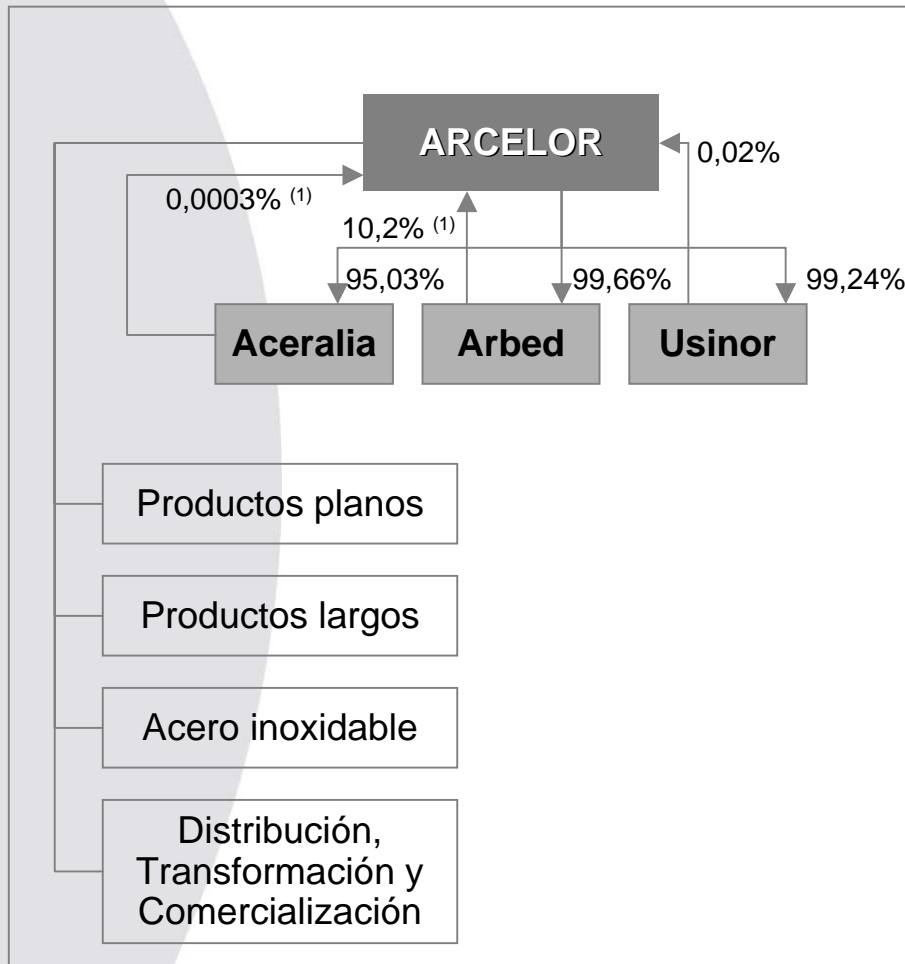 ARCELOR
0,02%
0,0003% (1)
10,2% (1)
95,03%
99,66%
99,24%
Aceralia
Arbed
Usinor
Productos planos
Productos largos
Acero inoxidable
Distribución,
Transformación y
Comercialización